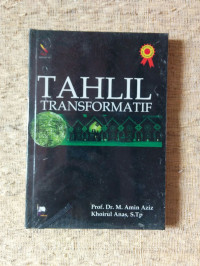 TAHLIL
TRANSFORMATIF
Prof. Dr. M. Amin Aziz
Khoirul Anas, S.Tp